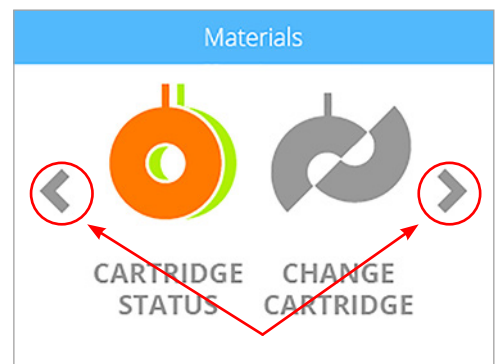 Materials
CARTRIDGE
STATUS
CHANGE
CARTRIDGE